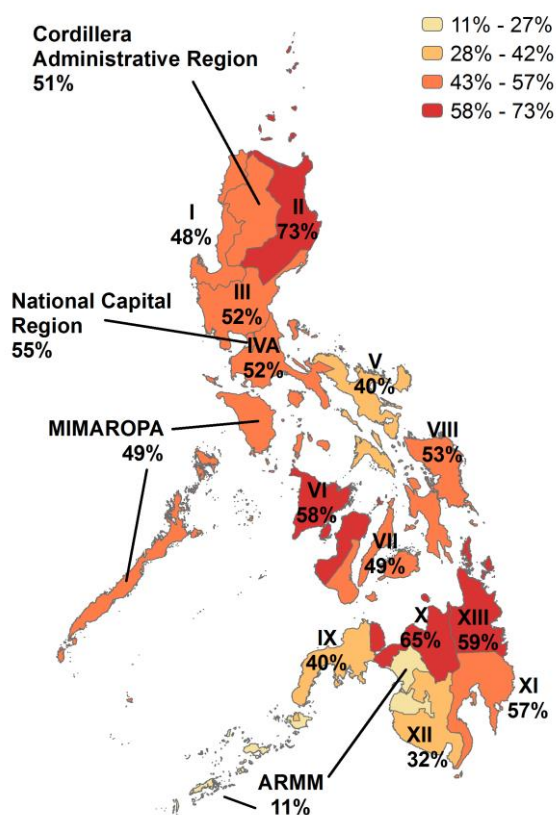 Cordillera
Administrative Region
51%
11% - 27%
28% - 42%
43% - 57%
58% - 73%
I
48%
II
73%
National Capital
Region
55%
III
52%
IVA
52%
V
40%
MIMAROPA
49%
VIII
53%
VI
58%
VII
49%
IX
40%
X
65%
XIII
59%
XI
57%
XII
32%
ARMM
11%